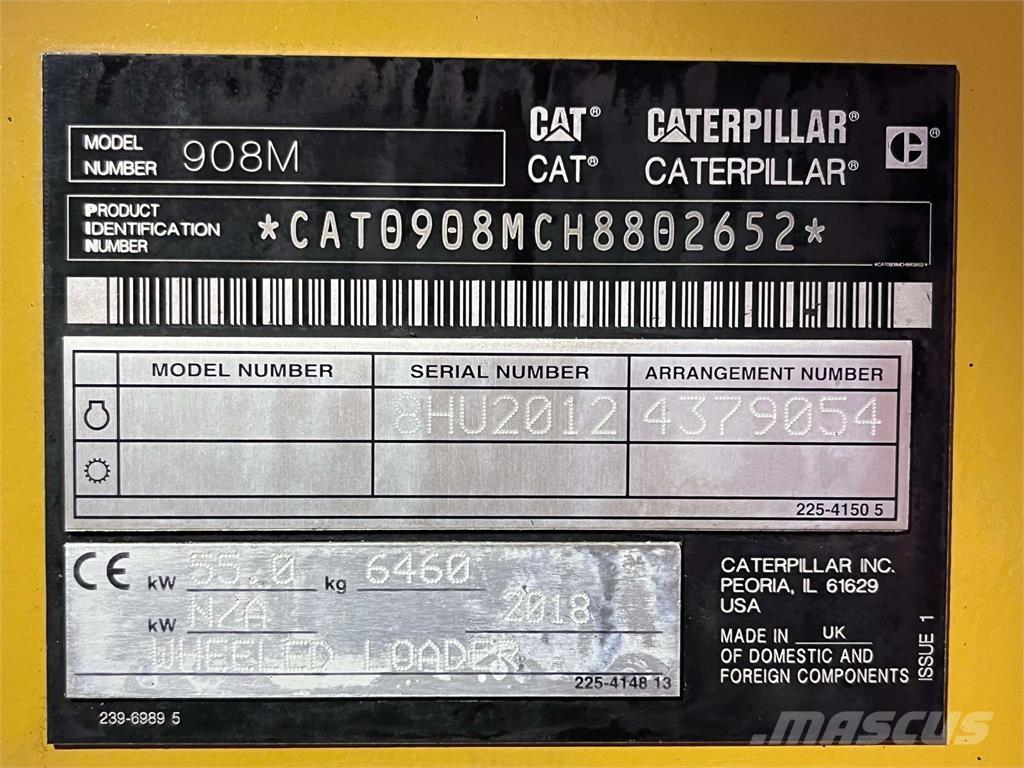 MODEL NUMBER 908M
CAT® CATERPILLAR®
CAT® CATERPILLAR®
PRODUCT IDENTIFICATION NUMBER *CAT0908MCH8802652*
*CAT0908MCH8802652*
MODEL NUMBER SERIAL NUMBER ARRANGEMENT NUMBER
8HU2012 4379054
225-4150 5
CE kW 55.0 kg 6460
kW N/A 2018
WHEELED LOADER
225-4148 13
CATERPILLAR INC.
PEORIA, IL 61629
USA
MADE IN UK
OF DOMESTIC AND
FOREIGN COMPONENTS
ISSUE 1
239-6989 5
MASCUS